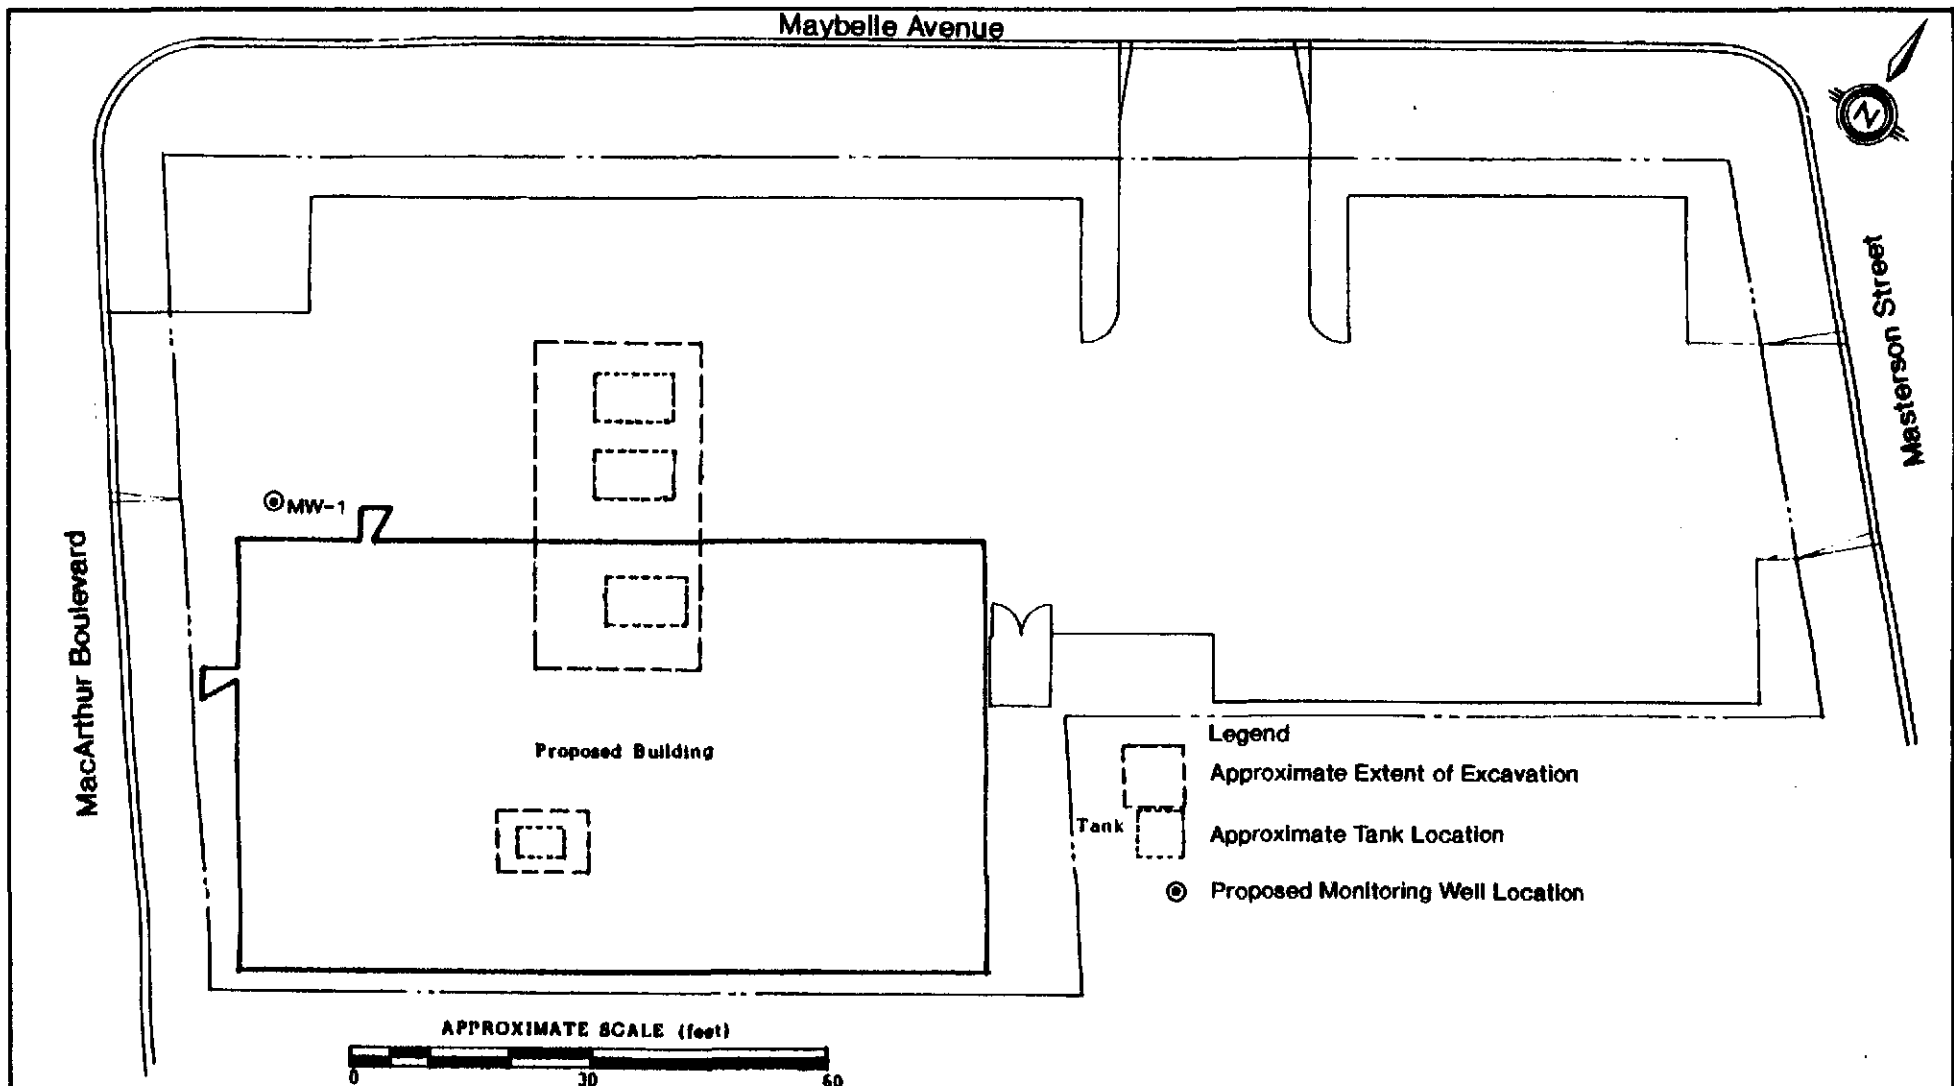 Maybelle Avenue
N
Masterson Street
MW-1
MacArthur Boulevard
Proposed Building
Legend
Approximate Extent of Excavation
Tank
Approximate Tank Location
Proposed Monitoring Well Location
APPROXIMATE SCALE (feet)
0 30 60